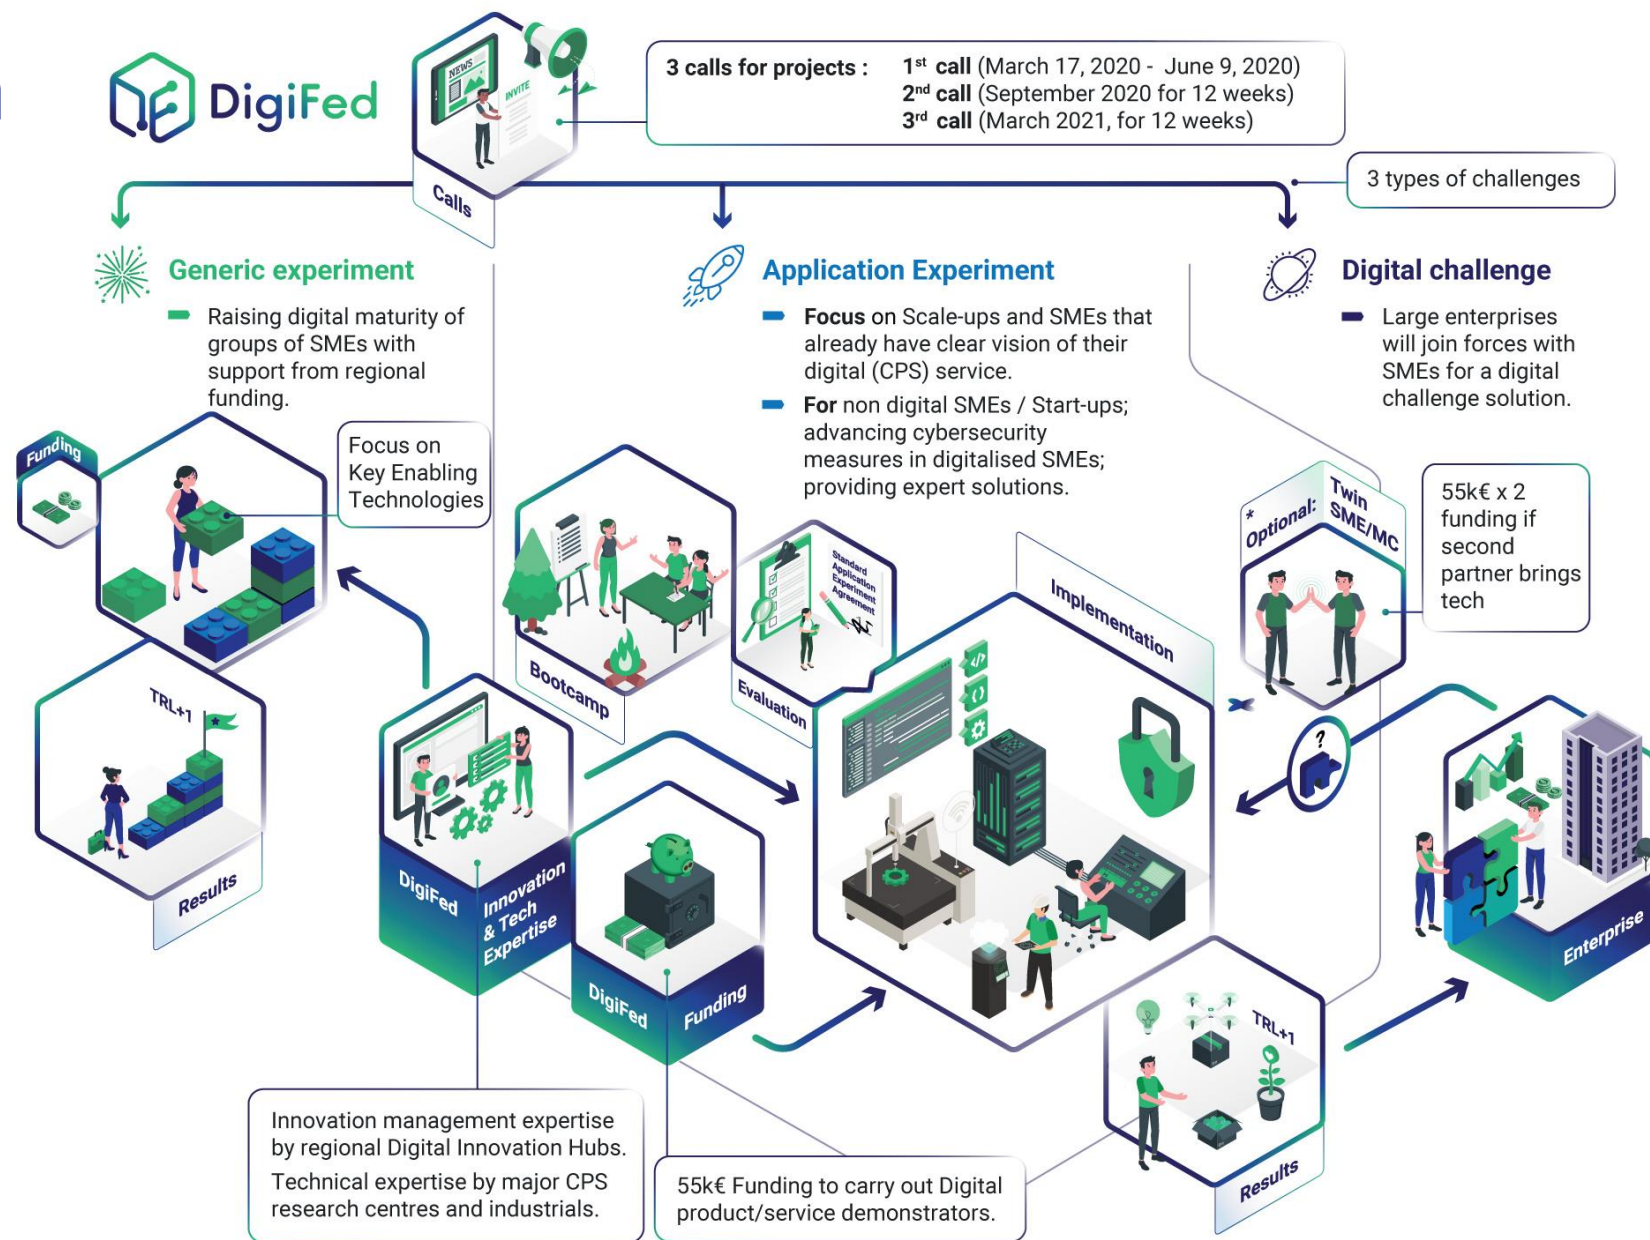 DigiFed
NEWS
INVITE
Calls
3 calls for projects : 1st call (March 17, 2020 - June 9, 2020)
2nd call (September 2020 for 12 weeks)
3rd call (March 2021, for 12 weeks)
3 types of challenges
Generic experiment
Raising digital maturity of
groups of SMEs with
support from regional
funding.
Application Experiment
Focus on Scale-ups and SMEs that
already have clear vision of their
digital (CPS) service.
For non digital SMEs / Start-ups;
advancing cybersecurity
measures in digitalised SMEs;
providing expert solutions.
Digital challenge
Large enterprises
will join forces with
SMEs for a digital
challenge solution.
Funding
Focus on
Key Enabling
Technologies
TRL+1
Results
Bootcamp
Standard
Application
Experiment
Agreement
Evaluation
Implementation
* Optional:
Twin
SME/MC
55k€ x 2
funding if
second
partner brings
tech
?
DigiFed
Innovation
& Tech
Expertise
DigiFed
Funding
Enterprise
TRL+1
Results
Innovation management expertise
by regional Digital Innovation Hubs.
Technical expertise by major CPS
research centres and industrials.
55k€ Funding to carry out Digital
product/service demonstrators.